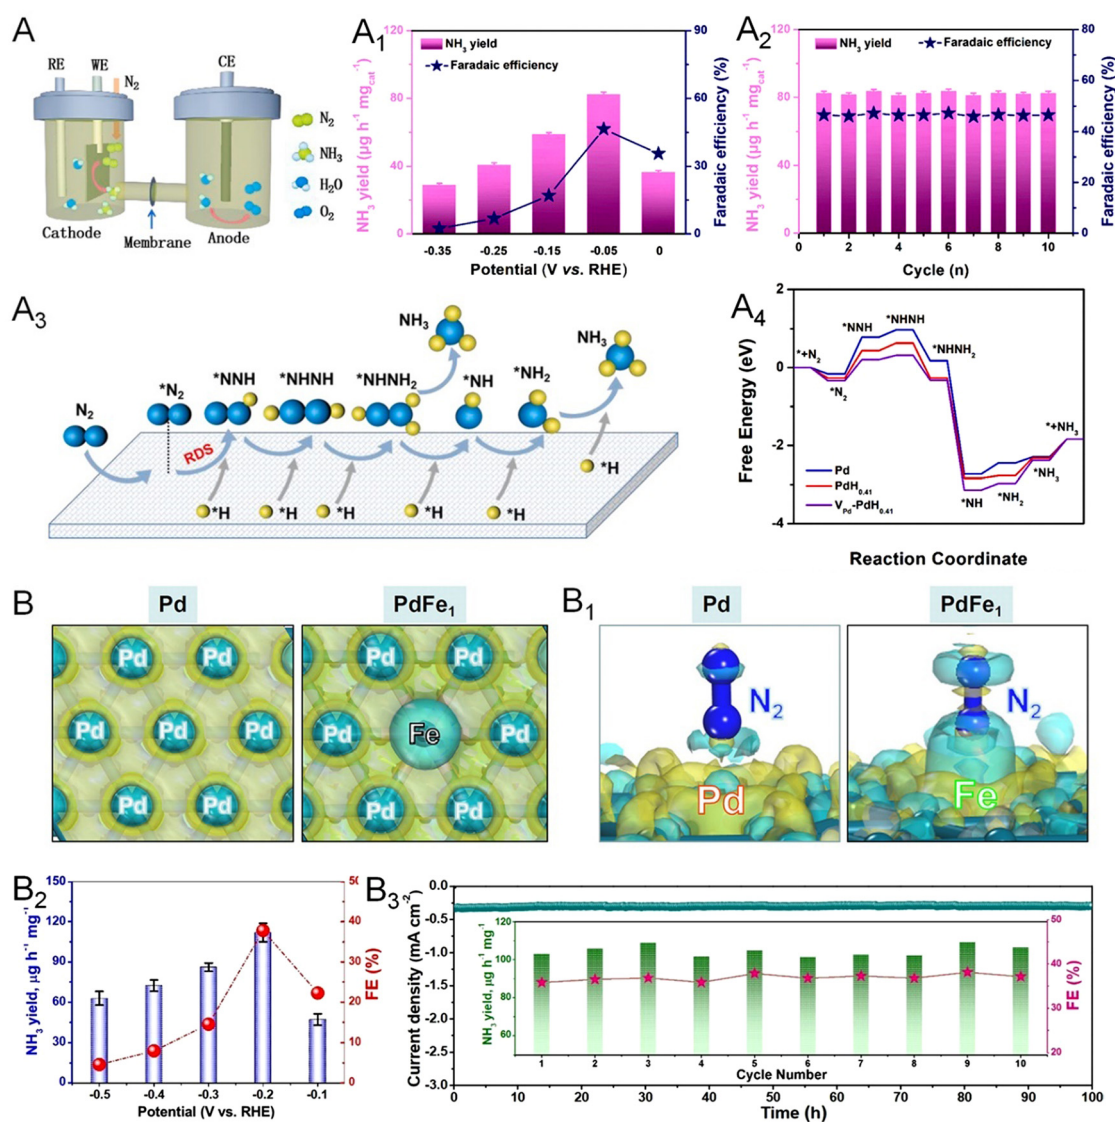 A
RE
WE
N2
CE
N2
NH3
H2O
O2
Cathode
Membrane
Anode
A1
NH3 yield
Faradaic efficiency
NH3 yield (μg h-1 mgcat-1)
120
80
40
0
90
75
60
45
30
15
0
Faradaic efficiency (%)
-0.35
-0.25
-0.15
-0.05
0
Potential (V vs. RHE)
A2
NH3 yield
Faradaic efficiency
NH3 yield (μg h-1 mgcat-1)
120
80
40
0
80
70
60
50
40
30
20
10
0
Faradaic efficiency (%)
0
2
4
6
8
10
Cycle (n)
A3
N2
*N2
*NNH
*NHNH
*NHNH2
NH3
*NH
*NH2
NH3
RDS
*H
*H
*H
*H
*H
*H
A4
Free Energy (eV)
2
0
-2
-4
*+N2
*N2
*NNH
*NHNH
*NHNH2
*NH
*NH2
*NH3
*+NH3
Pd
PdH0.41
VPd-PdH0.41
Reaction Coordinate
B
Pd
PdFe1
Pd Pd
Pd Pd Pd
Pd Pd
Pd Pd
Pd Fe Pd
Pd Pd
B1
Pd
PdFe1
N2
Pd
N2
Fe
B2
NH3 yield, μg h-1 mg-1
150
120
90
60
30
0
50
40
30
20
10
0
FE (%)
-0.5
-0.4
-0.3
-0.2
-0.1
Potential (V vs. RHE)
B3
Current density (mA cm-2)
0.0
-0.5
-1.0
-1.5
-2.0
-2.5
-3.0
NH3 yield, μg h-1 mg-1
120
100
80
60
50
40
30
20
FE (%)
1 2 3 4 5 6 7 8 9 10
Cycle Number
0 10 20 30 40 50 60 70 80 90 100
Time (h)